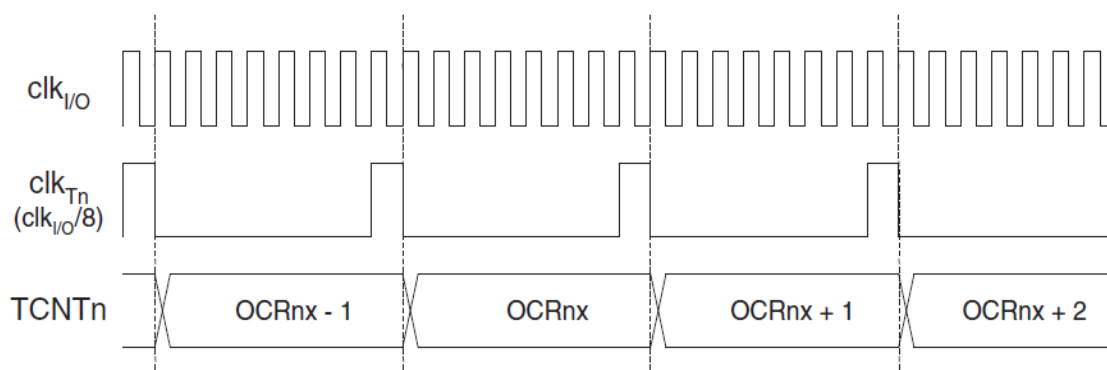 clkI/O
clkTn
(clkI/O/8)
TCNTn
OCRnx - 1
OCRnx
OCRnx + 1
OCRnx + 2